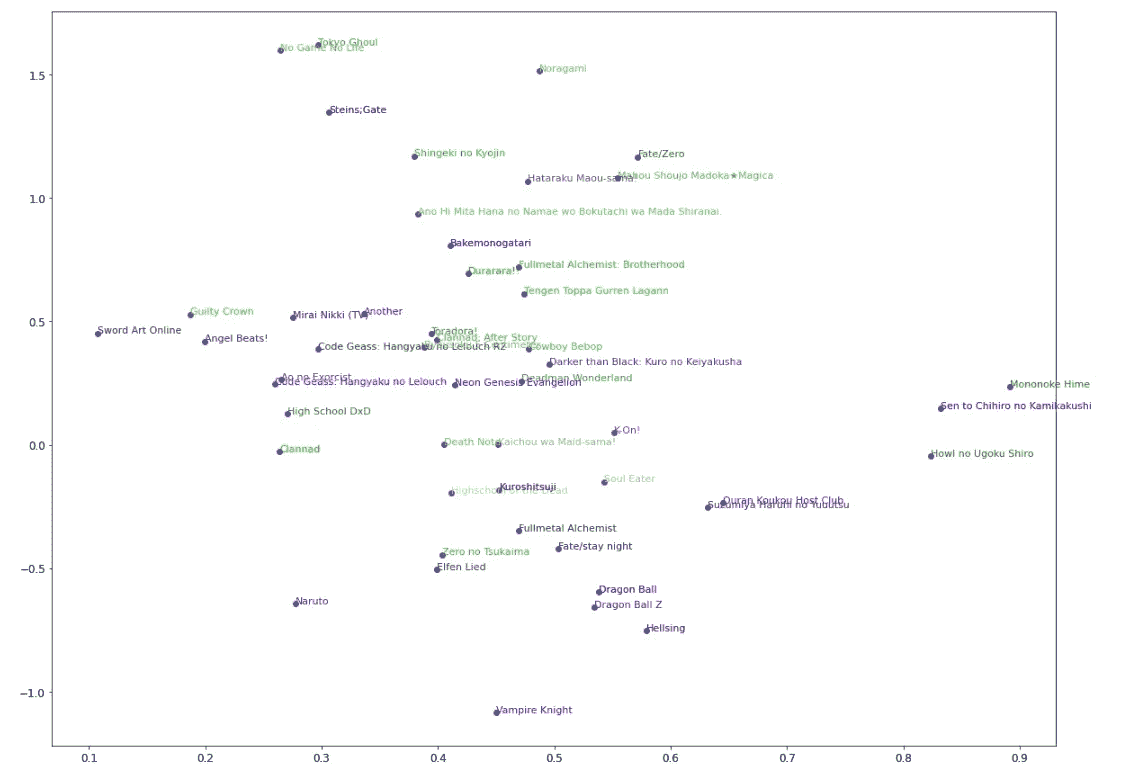 Tokyo Ghoul
No Game No Life
Noragami
1.5
Steins;Gate
Shingeki no Kyojin
Fate/Zero
Hataraku Maou-sama!
Mahou Shoujo Madoka★Magica
1.0
Ano Hi Mita Hana no Namae wo Bokutachi wa Mada Shiranai.
Bakemonogatari
Durarara!!
Fullmetal Alchemist: Brotherhood
Tengen Toppa Gurren Lagann
Guilty Crown
Mirai Nikki (TV)
Another
0.5
Sword Art Online
Angel Beats!
Toradora!
Clannad: After Story
Code Geass: Hangyaku no Lelouch R2
Cowboy Bebop
Darker than Black: Kuro no Keiyakusha
Ao no Exorcist
Code Geass: Hangyaku no Lelouch
Neon Genesis Evangelion
Deadman Wonderland
Mononoke Hime
High School DxD
Sen to Chihiro no Kamikakushi
K-On!
0.0
Clannad
Death Note
Kaichou wa Maid-sama!
Howl no Ugoku Shiro
Highschool of the Dead
Kuroshitsuji
Soul Eater
Ouran Koukou Host Club
Suzumiya Haruhi no Yuuutsu
Fullmetal Alchemist
Zero no Tsukaima
Fate/stay night
−0.5
Elfen Lied
Naruto
Dragon Ball
Dragon Ball Z
Hellsing
−1.0
Vampire Knight
0.1 0.2 0.3 0.4 0.5 0.6 0.7 0.8 0.9